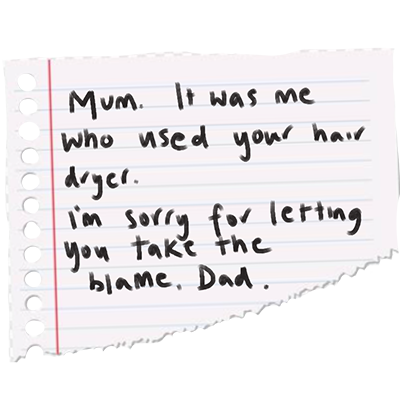 Mum. It was me
who used your hair
dryer.
i'm sorry for letting
you take the
blame. Dad.